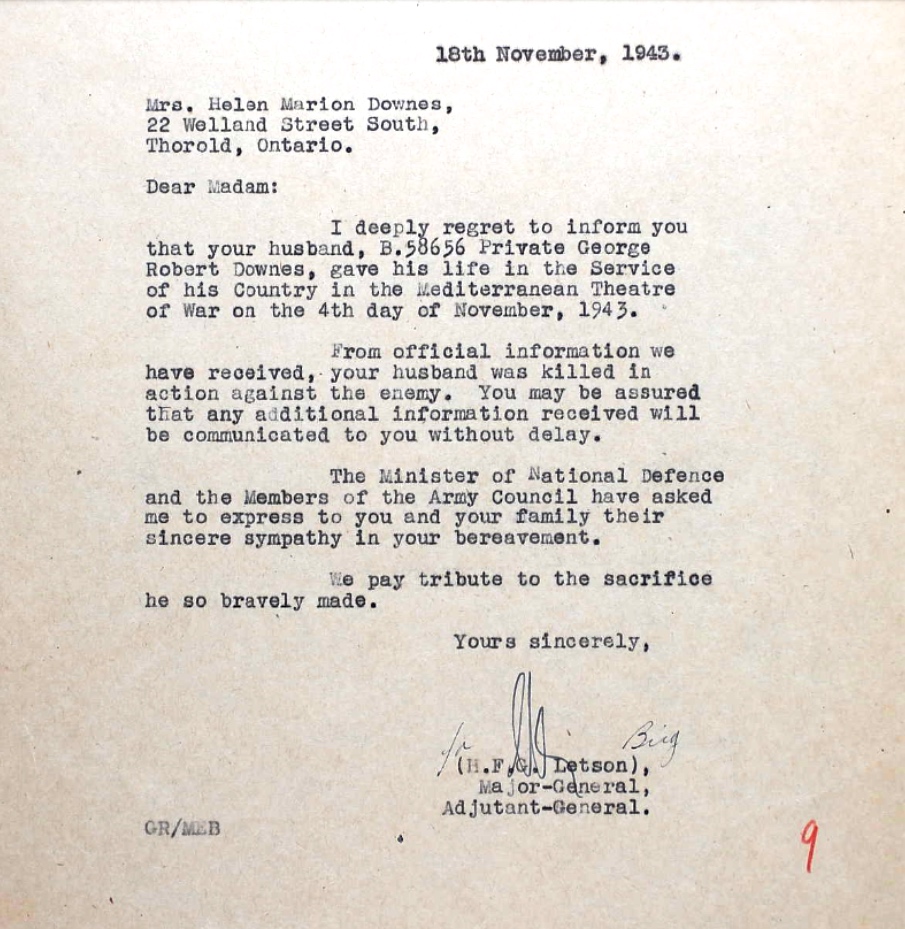 18th November, 1943.
Mrs. Helen Marion Downes,
22 Welland Street South,
Thorold, Ontario.
Dear Madam:
I deeply regret to inform you
that your husband, B.58656 Private George
Robert Downes, gave his life in the Service
of his Country in the Mediterranean Theatre
of War on the 4th day of November, 1943.
From official information we
have received, your husband was killed in
action against the enemy. You may be assured
that any additional information received will
be communicated to you without delay.
The Minister of National Defence
and the Members of the Army Council have asked
me to express to you and your family their
sincere sympathy in your bereavement.
We pay tribute to the sacrifice
he so bravely made.
Yours sincerely,
Brig
(H.F.G. Letson),
Major-General,
Adjutant-General.
GR/MEB
9